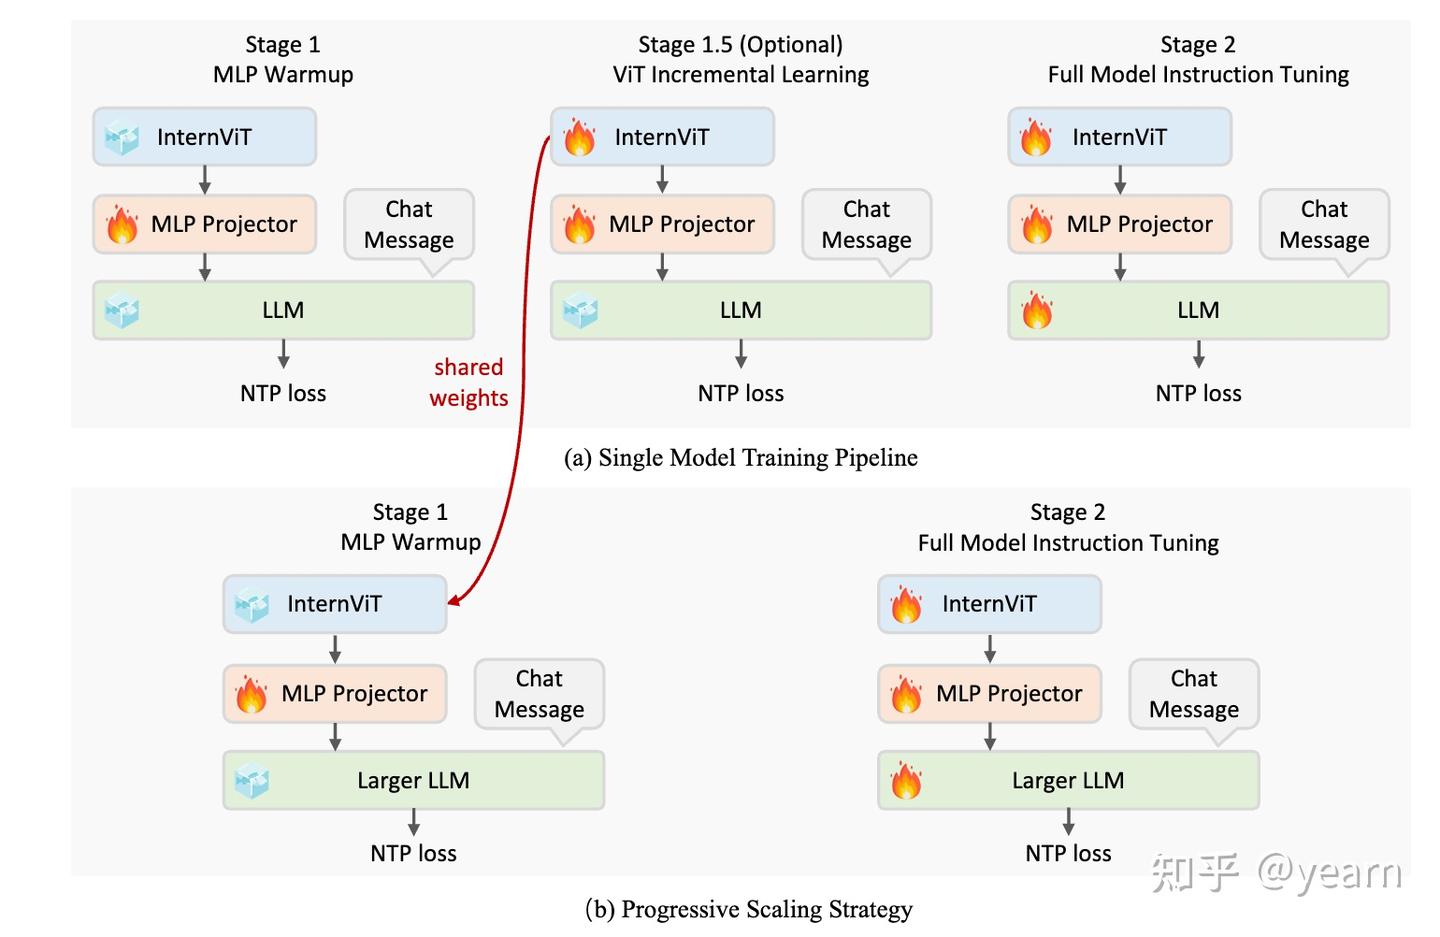 Stage 1
MLP Warmup
InternViT
MLP Projector
Chat
Message
LLM
NTP loss
Stage 1.5 (Optional)
ViT Incremental Learning
InternViT
MLP Projector
Chat
Message
LLM
NTP loss
Stage 2
Full Model Instruction Tuning
InternViT
MLP Projector
Chat
Message
LLM
NTP loss
shared
weights
(a) Single Model Training Pipeline
Stage 1
MLP Warmup
InternViT
MLP Projector
Chat
Message
Larger LLM
NTP loss
Stage 2
Full Model Instruction Tuning
InternViT
MLP Projector
Chat
Message
Larger LLM
NTP loss
知乎 @yearn
(b) Progressive Scaling Strategy